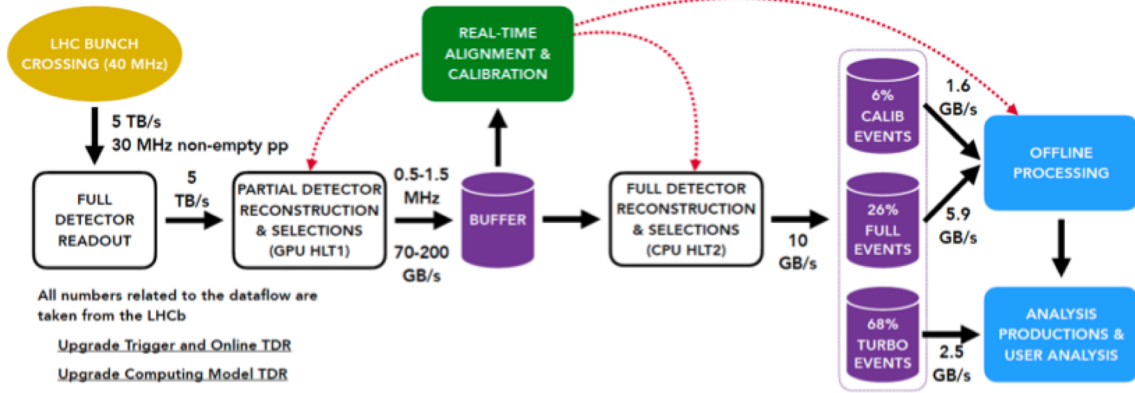 LHC BUNCH
CROSSING (40 MHz)
5 TB/s
30 MHz non-empty pp
FULL
DETECTOR
READOUT
5
TB/s
PARTIAL DETECTOR
RECONSTRUCTION
& SELECTIONS
(GPU HLT1)
0.5-1.5
MHz
70-200
GB/s
REAL-TIME
ALIGNMENT &
CALIBRATION
BUFFER
FULL DETECTOR
RECONSTRUCTION
& SELECTIONS
(CPU HLT2)
10
GB/s
6%
CALIB
EVENTS
26%
FULL
EVENTS
68%
TURBO
EVENTS
1.6
GB/s
5.9
GB/s
2.5
GB/s
OFFLINE
PROCESSING
ANALYSIS
PRODUCTIONS &
USER ANALYSIS
All numbers related to the dataflow are
taken from the LHCb
Upgrade Trigger and Online TDR
Upgrade Computing Model TDR